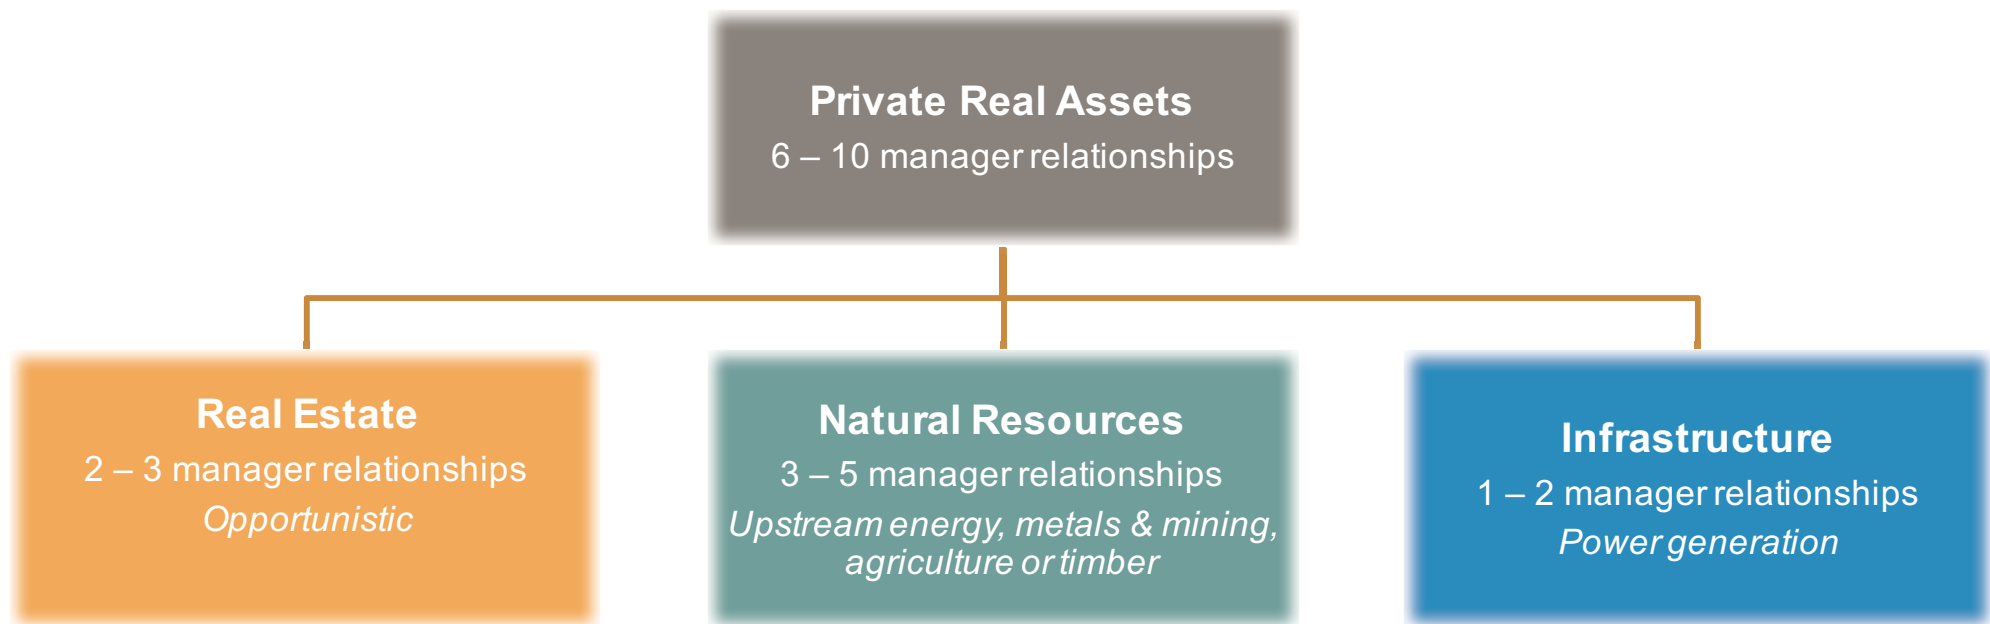 Private Real Assets
6 – 10 manager relationships
Real Estate
2 – 3 manager relationships
Opportunistic
Natural Resources
3 – 5 manager relationships
Upstream energy, metals & mining,
agriculture or timber
Infrastructure
1 – 2 manager relationships
Power generation